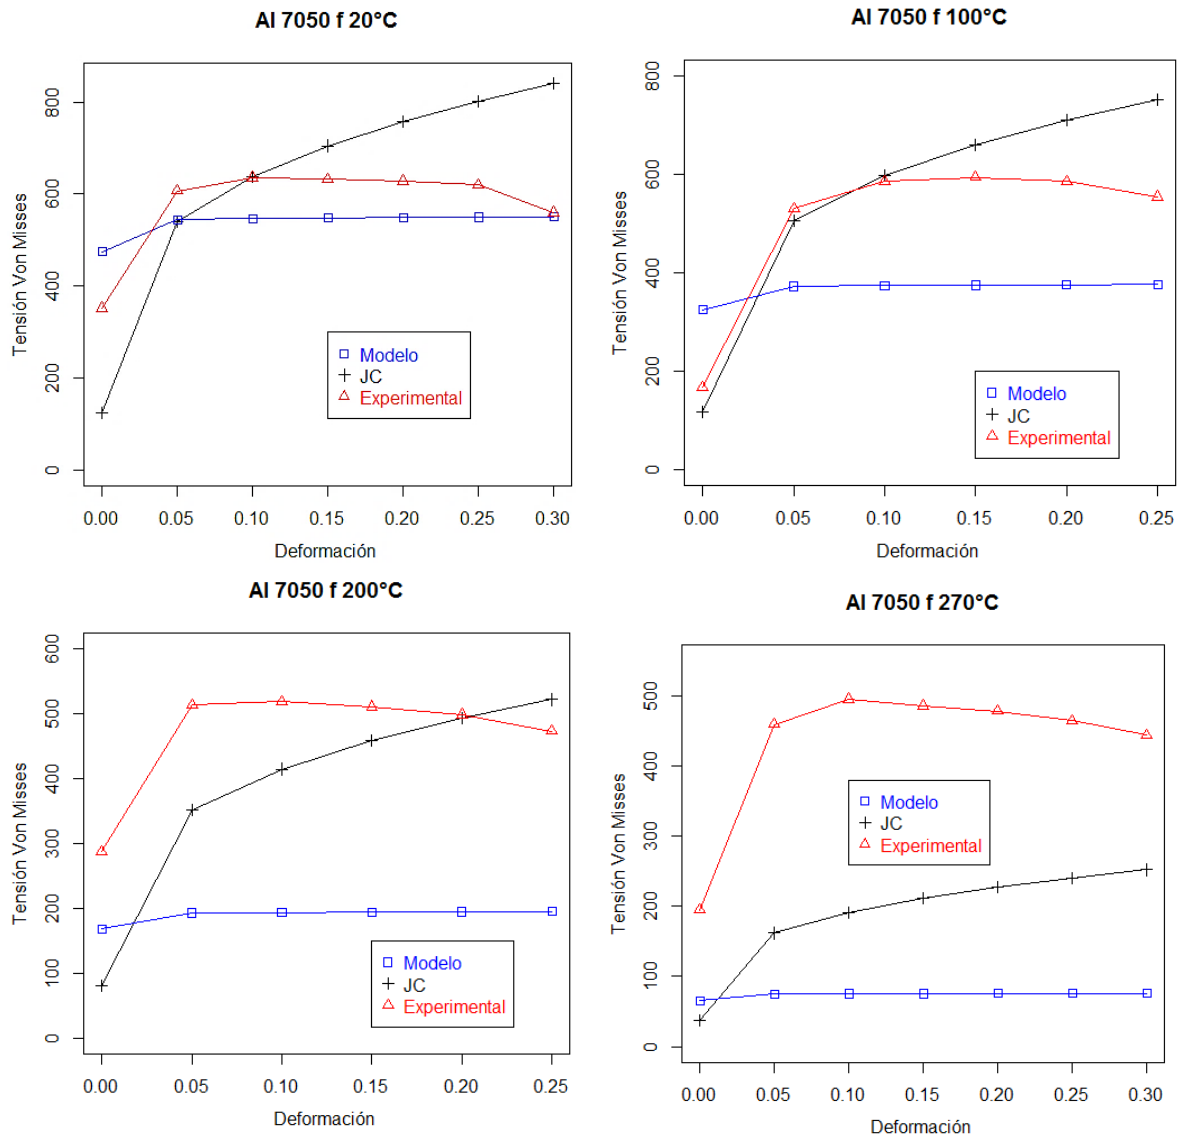 Al 7050 f 20°C
Tensión Von Misses
800
600
400
200
0
Modelo
JC
Experimental
0.00 0.05 0.10 0.15 0.20 0.25 0.30
Deformación
Al 7050 f 100°C
Tensión Von Misses
800
600
400
200
0
Modelo
JC
Experimental
0.00 0.05 0.10 0.15 0.20 0.25
Deformación
Al 7050 f 200°C
Tensión Von Misses
600
500
400
300
200
100
0
Modelo
JC
Experimental
0.00 0.05 0.10 0.15 0.20 0.25
Deformación
Al 7050 f 270°C
Tensión Von Misses
500
400
300
200
100
0
Modelo
JC
Experimental
0.00 0.05 0.10 0.15 0.20 0.25 0.30
Deformación